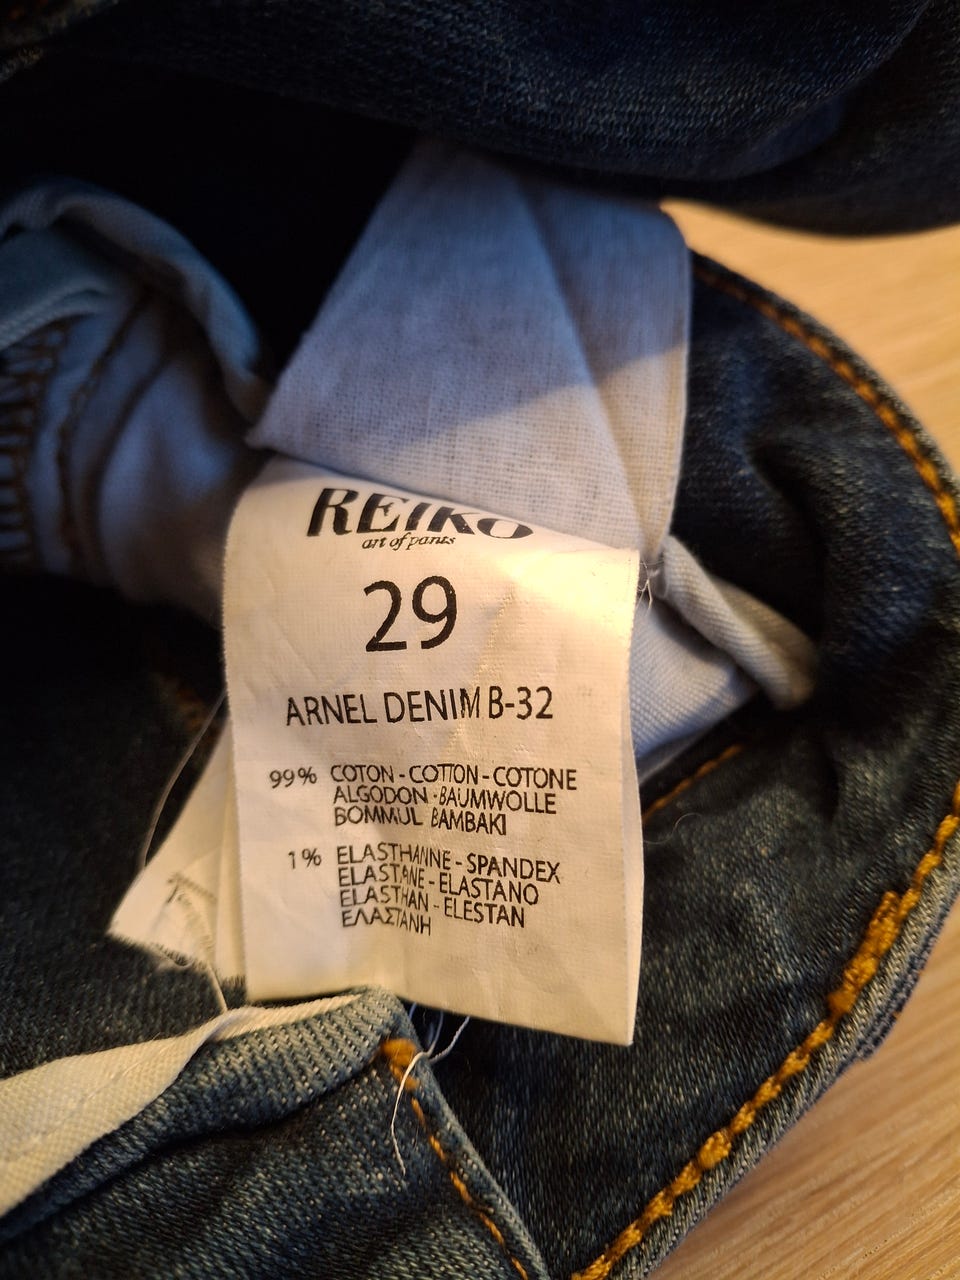 REIKO
art of pants
29
ARNEL DENIM B-32
99% COTON - COTTON - COTONE
ALGODON - BAUMWOLLE
BOMMUL BAMBAKI
1% ELASTHANNE - SPANDEX
ELASTANE - ELASTANO
ELASTHAN - ELESTAN
ΕΛΑΣΤΑΝΗ